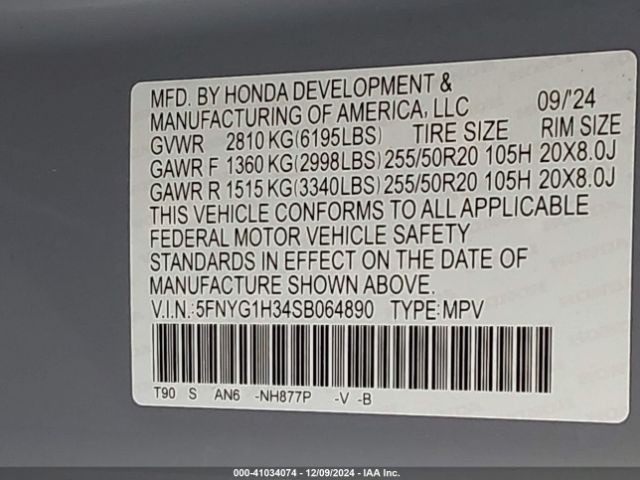 MFD. BY HONDA DEVELOPMENT &
MANUFACTURING OF AMERICA, LLC 09/'24
GVWR 2810 KG(6195LBS) TIRE SIZE RIM SIZE
GAWR F 1360 KG(2998LBS) 255/50R20 105H 20X8.0J
GAWR R 1515 KG(3340LBS) 255/50R20 105H 20X8.0J
THIS VEHICLE CONFORMS TO ALL APPLICABLE
FEDERAL MOTOR VEHICLE SAFETY
STANDARDS IN EFFECT ON THE DATE OF
MANUFACTURE SHOWN ABOVE.
V.I.N.:5FNYG1H34SB064890 TYPE:MPV
T90 S AN6 -NH877P -V -B
000-41034074 - 12/09/2024 - IAA Inc.